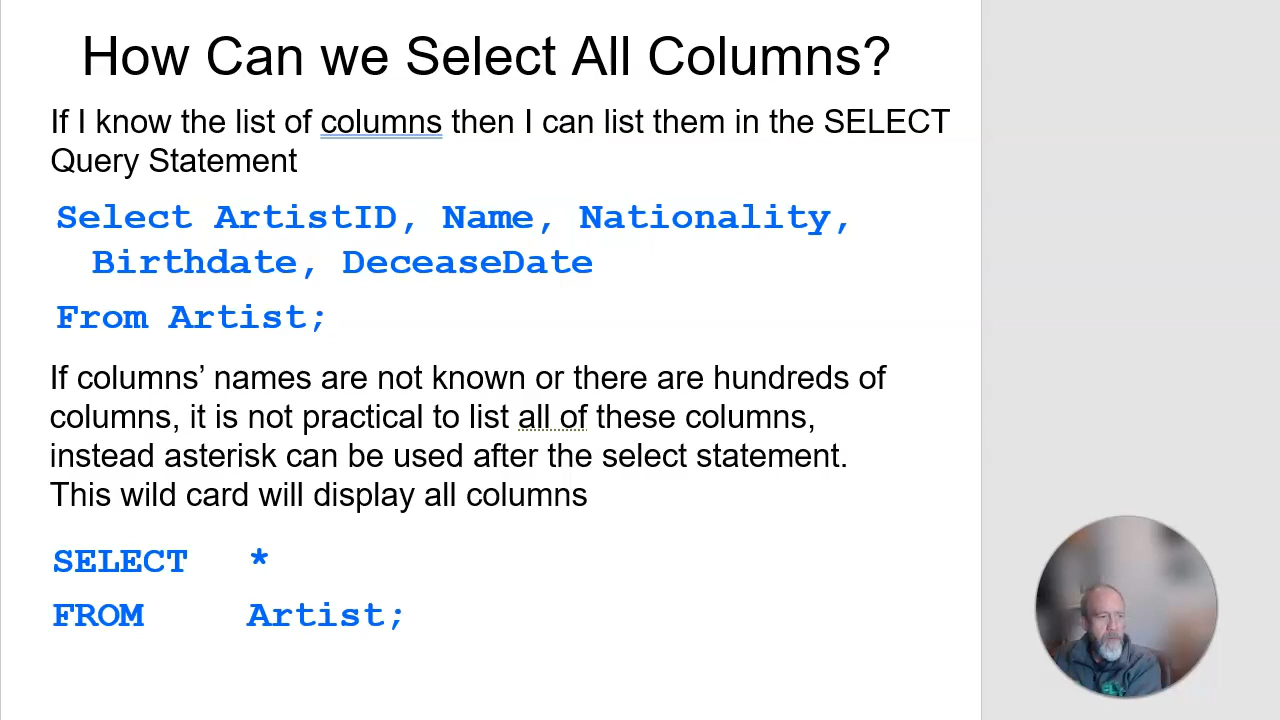 How Can we Select All Columns?
If I know the list of columns then I can list them in the SELECT
Query Statement
Select ArtistID, Name, Nationality,
Birthdate, DeceaseDate
From Artist;
If columns’ names are not known or there are hundreds of
columns, it is not practical to list all of these columns,
instead asterisk can be used after the select statement.
This wild card will display all columns
SELECT *
FROM Artist;